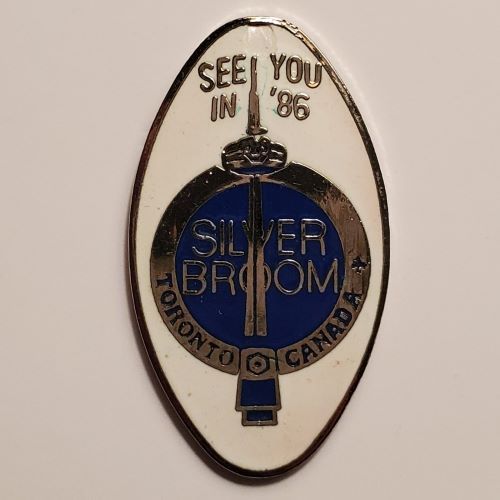 SEE YOU
IN '86
SILVER
BROOM
TORONTO CANADA